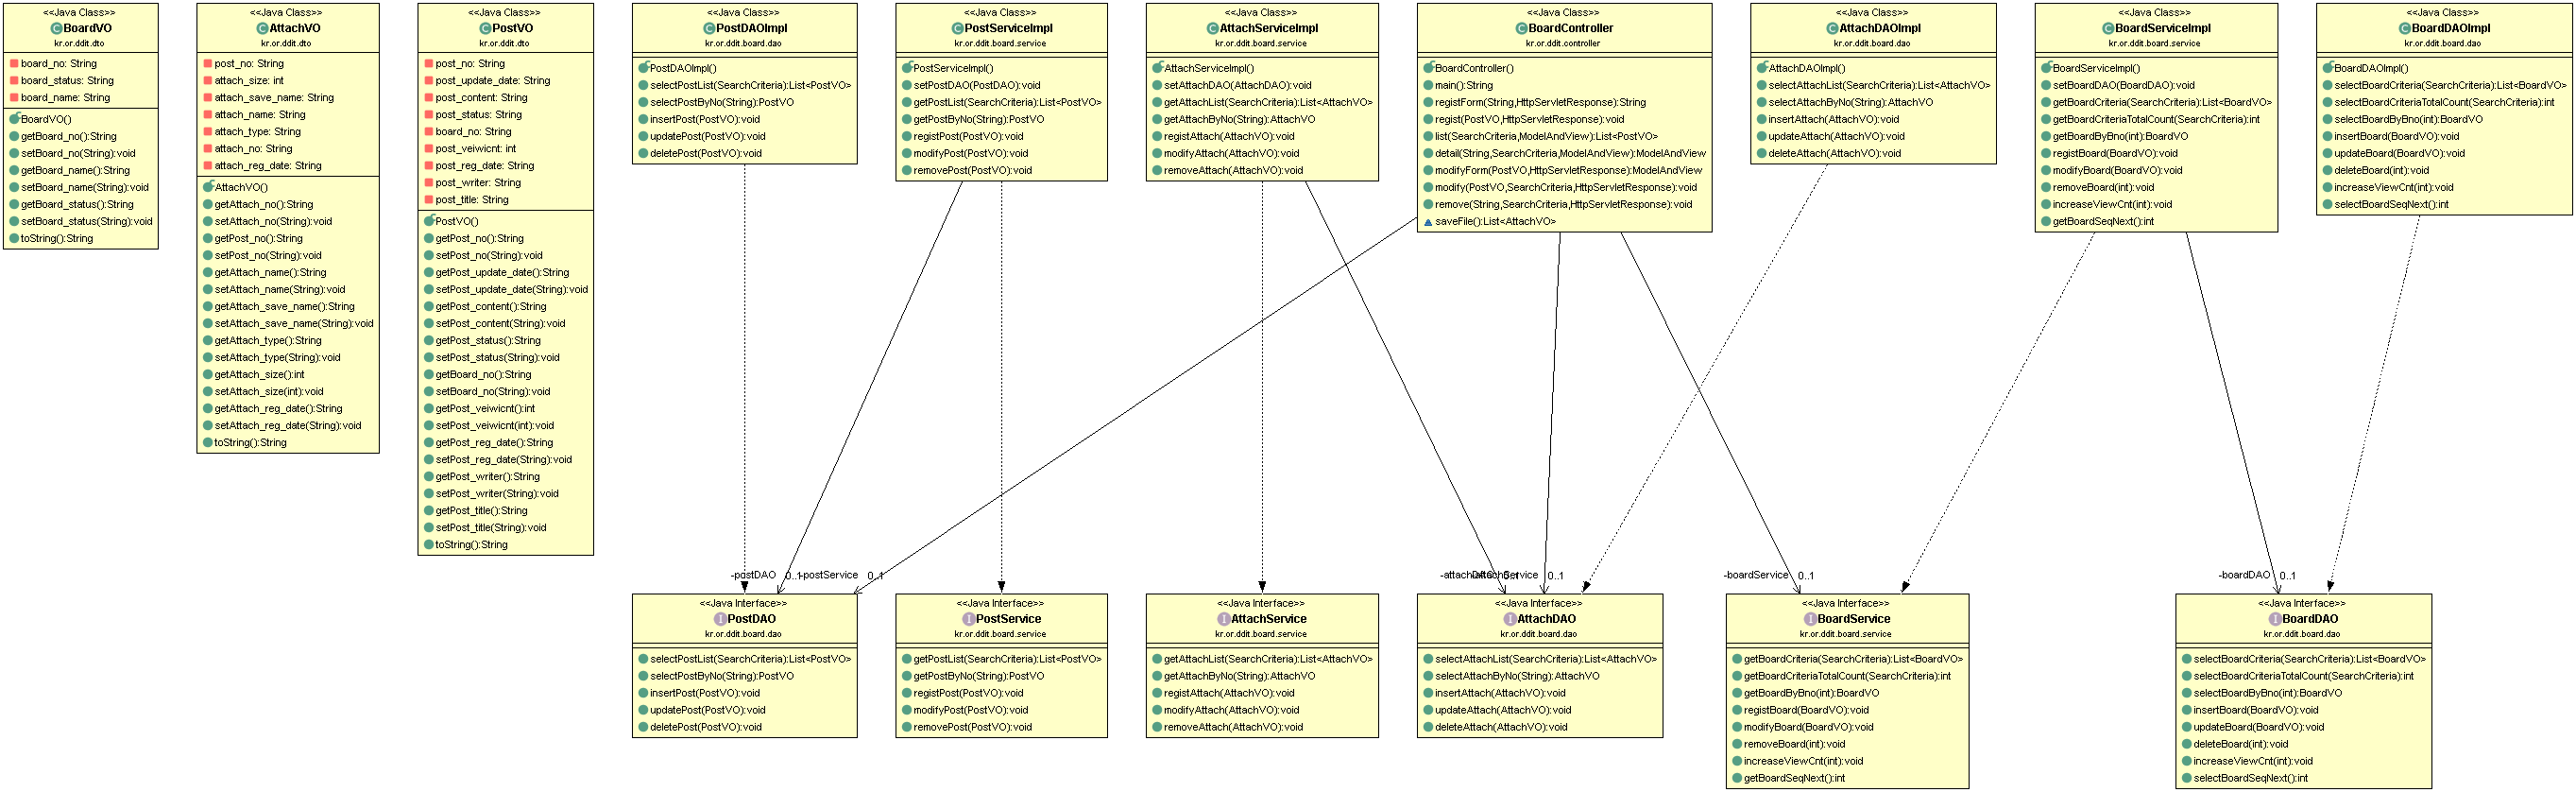 <<Java Class>>
BoardVO
kr.or.ddit.dto
board_no: String
board_status: String
board_name: String
BoardVO()
getBoard_no():String
setBoard_no(String):void
getBoard_name():String
setBoard_name(String):void
getBoard_status():String
setBoard_status(String):void
toString():String
<<Java Class>>
AttachVO
kr.or.ddit.dto
post_no: String
attach_size: int
attach_save_name: String
attach_name: String
attach_type: String
attach_no: String
attach_reg_date: String
AttachVO()
getAttach_no():String
setAttach_no(String):void
getPost_no():String
setPost_no(String):void
getAttach_name():String
setAttach_name(String):void
getAttach_save_name():String
setAttach_save_name(String):void
getAttach_type():String
setAttach_type(String):void
getAttach_size():int
setAttach_size(int):void
getAttach_reg_date():String
setAttach_reg_date(String):void
toString():String
<<Java Class>>
PostVO
kr.or.ddit.dto
post_no: String
post_update_date: String
post_content: String
post_status: String
board_no: String
post_veiwicnt: int
post_reg_date: String
post_writer: String
post_title: String
PostVO()
getPost_no():String
setPost_no(String):void
getPost_update_date():String
setPost_update_date(String):void
getPost_content():String
setPost_content(String):void
getPost_status():String
setPost_status(String):void
getBoard_no():String
setBoard_no(String):void
getPost_veiwicnt():int
setPost_veiwicnt(int):void
getPost_reg_date():String
setPost_reg_date(String):void
getPost_writer():String
setPost_writer(String):void
getPost_title():String
setPost_title(String):void
toString():String
<<Java Class>>
PostDAOImpl
kr.or.ddit.board.dao
PostDAOImpl()
selectPostList(SearchCriteria):List<PostVO>
selectPostByNo(String):PostVO
insertPost(PostVO):void
updatePost(PostVO):void
deletePost(PostVO):void
<<Java Class>>
PostServiceImpl
kr.or.ddit.board.service
PostServiceImpl()
setPostDAO(PostDAO):void
getPostList(SearchCriteria):List<PostVO>
getPostByNo(String):PostVO
registPost(PostVO):void
modifyPost(PostVO):void
removePost(PostVO):void
<<Java Class>>
AttachServiceImpl
kr.or.ddit.board.service
AttachServiceImpl()
setAttachDAO(AttachDAO):void
getAttachList(SearchCriteria):List<AttachVO>
getAttachByNo(String):AttachVO
registAttach(AttachVO):void
modifyAttach(AttachVO):void
removeAttach(AttachVO):void
<<Java Class>>
BoardController
kr.or.ddit.controller
BoardController()
main():String
registForm(String,HttpServletResponse):String
regist(PostVO,HttpServletResponse):void
list(SearchCriteria,ModelAndView):List<PostVO>
detail(String,SearchCriteria,ModelAndView):ModelAndView
modifyForm(PostVO,HttpServletResponse):ModelAndView
modify(PostVO,SearchCriteria,HttpServletResponse):void
remove(String,SearchCriteria,HttpServletResponse):void
saveFile():List<AttachVO>
<<Java Class>>
AttachDAOImpl
kr.or.ddit.board.dao
AttachDAOImpl()
selectAttachList(SearchCriteria):List<AttachVO>
selectAttachByNo(String):AttachVO
insertAttach(AttachVO):void
updateAttach(AttachVO):void
deleteAttach(AttachVO):void
<<Java Class>>
BoardServiceImpl
kr.or.ddit.board.service
BoardServiceImpl()
setBoardDAO(BoardDAO):void
getBoardCriteria(SearchCriteria):List<BoardVO>
getBoardCriteriaTotalCount(SearchCriteria):int
getBoardByBno(int):BoardVO
registBoard(BoardVO):void
modifyBoard(BoardVO):void
removeBoard(int):void
increaseViewCnt(int):void
getBoardSeqNext():int
<<Java Class>>
BoardDAOImpl
kr.or.ddit.board.dao
BoardDAOImpl()
selectBoardCriteria(SearchCriteria):List<BoardVO>
selectBoardCriteriaTotalCount(SearchCriteria):int
selectBoardByBno(int):BoardVO
insertBoard(BoardVO):void
updateBoard(BoardVO):void
deleteBoard(int):void
increaseViewCnt(int):void
selectBoardSeqNext():int
-postDAO 0..1
-postService 0..1
0..1
-boardService 0..1
-boardDAO 0..1
<<Java Interface>>
PostDAO
kr.or.ddit.board.dao
selectPostList(SearchCriteria):List<PostVO>
selectPostByNo(String):PostVO
insertPost(PostVO):void
updatePost(PostVO):void
deletePost(PostVO):void
<<Java Interface>>
PostService
kr.or.ddit.board.service
getPostList(SearchCriteria):List<PostVO>
getPostByNo(String):PostVO
registPost(PostVO):void
modifyPost(PostVO):void
removePost(PostVO):void
<<Java Interface>>
AttachService
kr.or.ddit.board.service
getAttachList(SearchCriteria):List<AttachVO>
getAttachByNo(String):AttachVO
registAttach(AttachVO):void
modifyAttach(AttachVO):void
removeAttach(AttachVO):void
<<Java Interface>>
AttachDAO
kr.or.ddit.board.dao
selectAttachList(SearchCriteria):List<AttachVO>
selectAttachByNo(String):AttachVO
insertAttach(AttachVO):void
updateAttach(AttachVO):void
deleteAttach(AttachVO):void
<<Java Interface>>
BoardService
kr.or.ddit.board.service
getBoardCriteria(SearchCriteria):List<BoardVO>
getBoardCriteriaTotalCount(SearchCriteria):int
getBoardByBno(int):BoardVO
registBoard(BoardVO):void
modifyBoard(BoardVO):void
removeBoard(int):void
increaseViewCnt(int):void
getBoardSeqNext():int
<<Java Interface>>
BoardDAO
kr.or.ddit.board.dao
selectBoardCriteria(SearchCriteria):List<BoardVO>
selectBoardCriteriaTotalCount(SearchCriteria):int
selectBoardByBno(int):BoardVO
insertBoard(BoardVO):void
updateBoard(BoardVO):void
deleteBoard(int):void
increaseViewCnt(int):void
selectBoardSeqNext():int